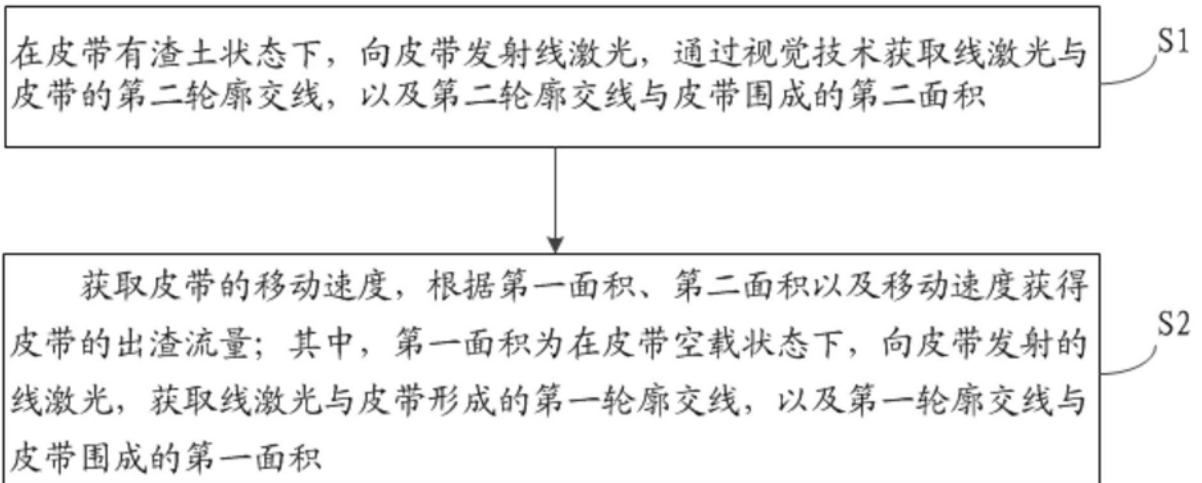 在皮带有渣土状态下，向皮带发射线激光，通过视觉技术获取线激光与
皮带的第二轮廓交线，以及第二轮廓交线与皮带围成的第二面积
S1
获取皮带的移动速度，根据第一面积、第二面积以及移动速度获得
皮带的出渣流量；其中，第一面积为在皮带空载状态下，向皮带发射的
线激光，获取线激光与皮带形成的第一轮廓交线，以及第一轮廓交线与
皮带围成的第一面积
S2